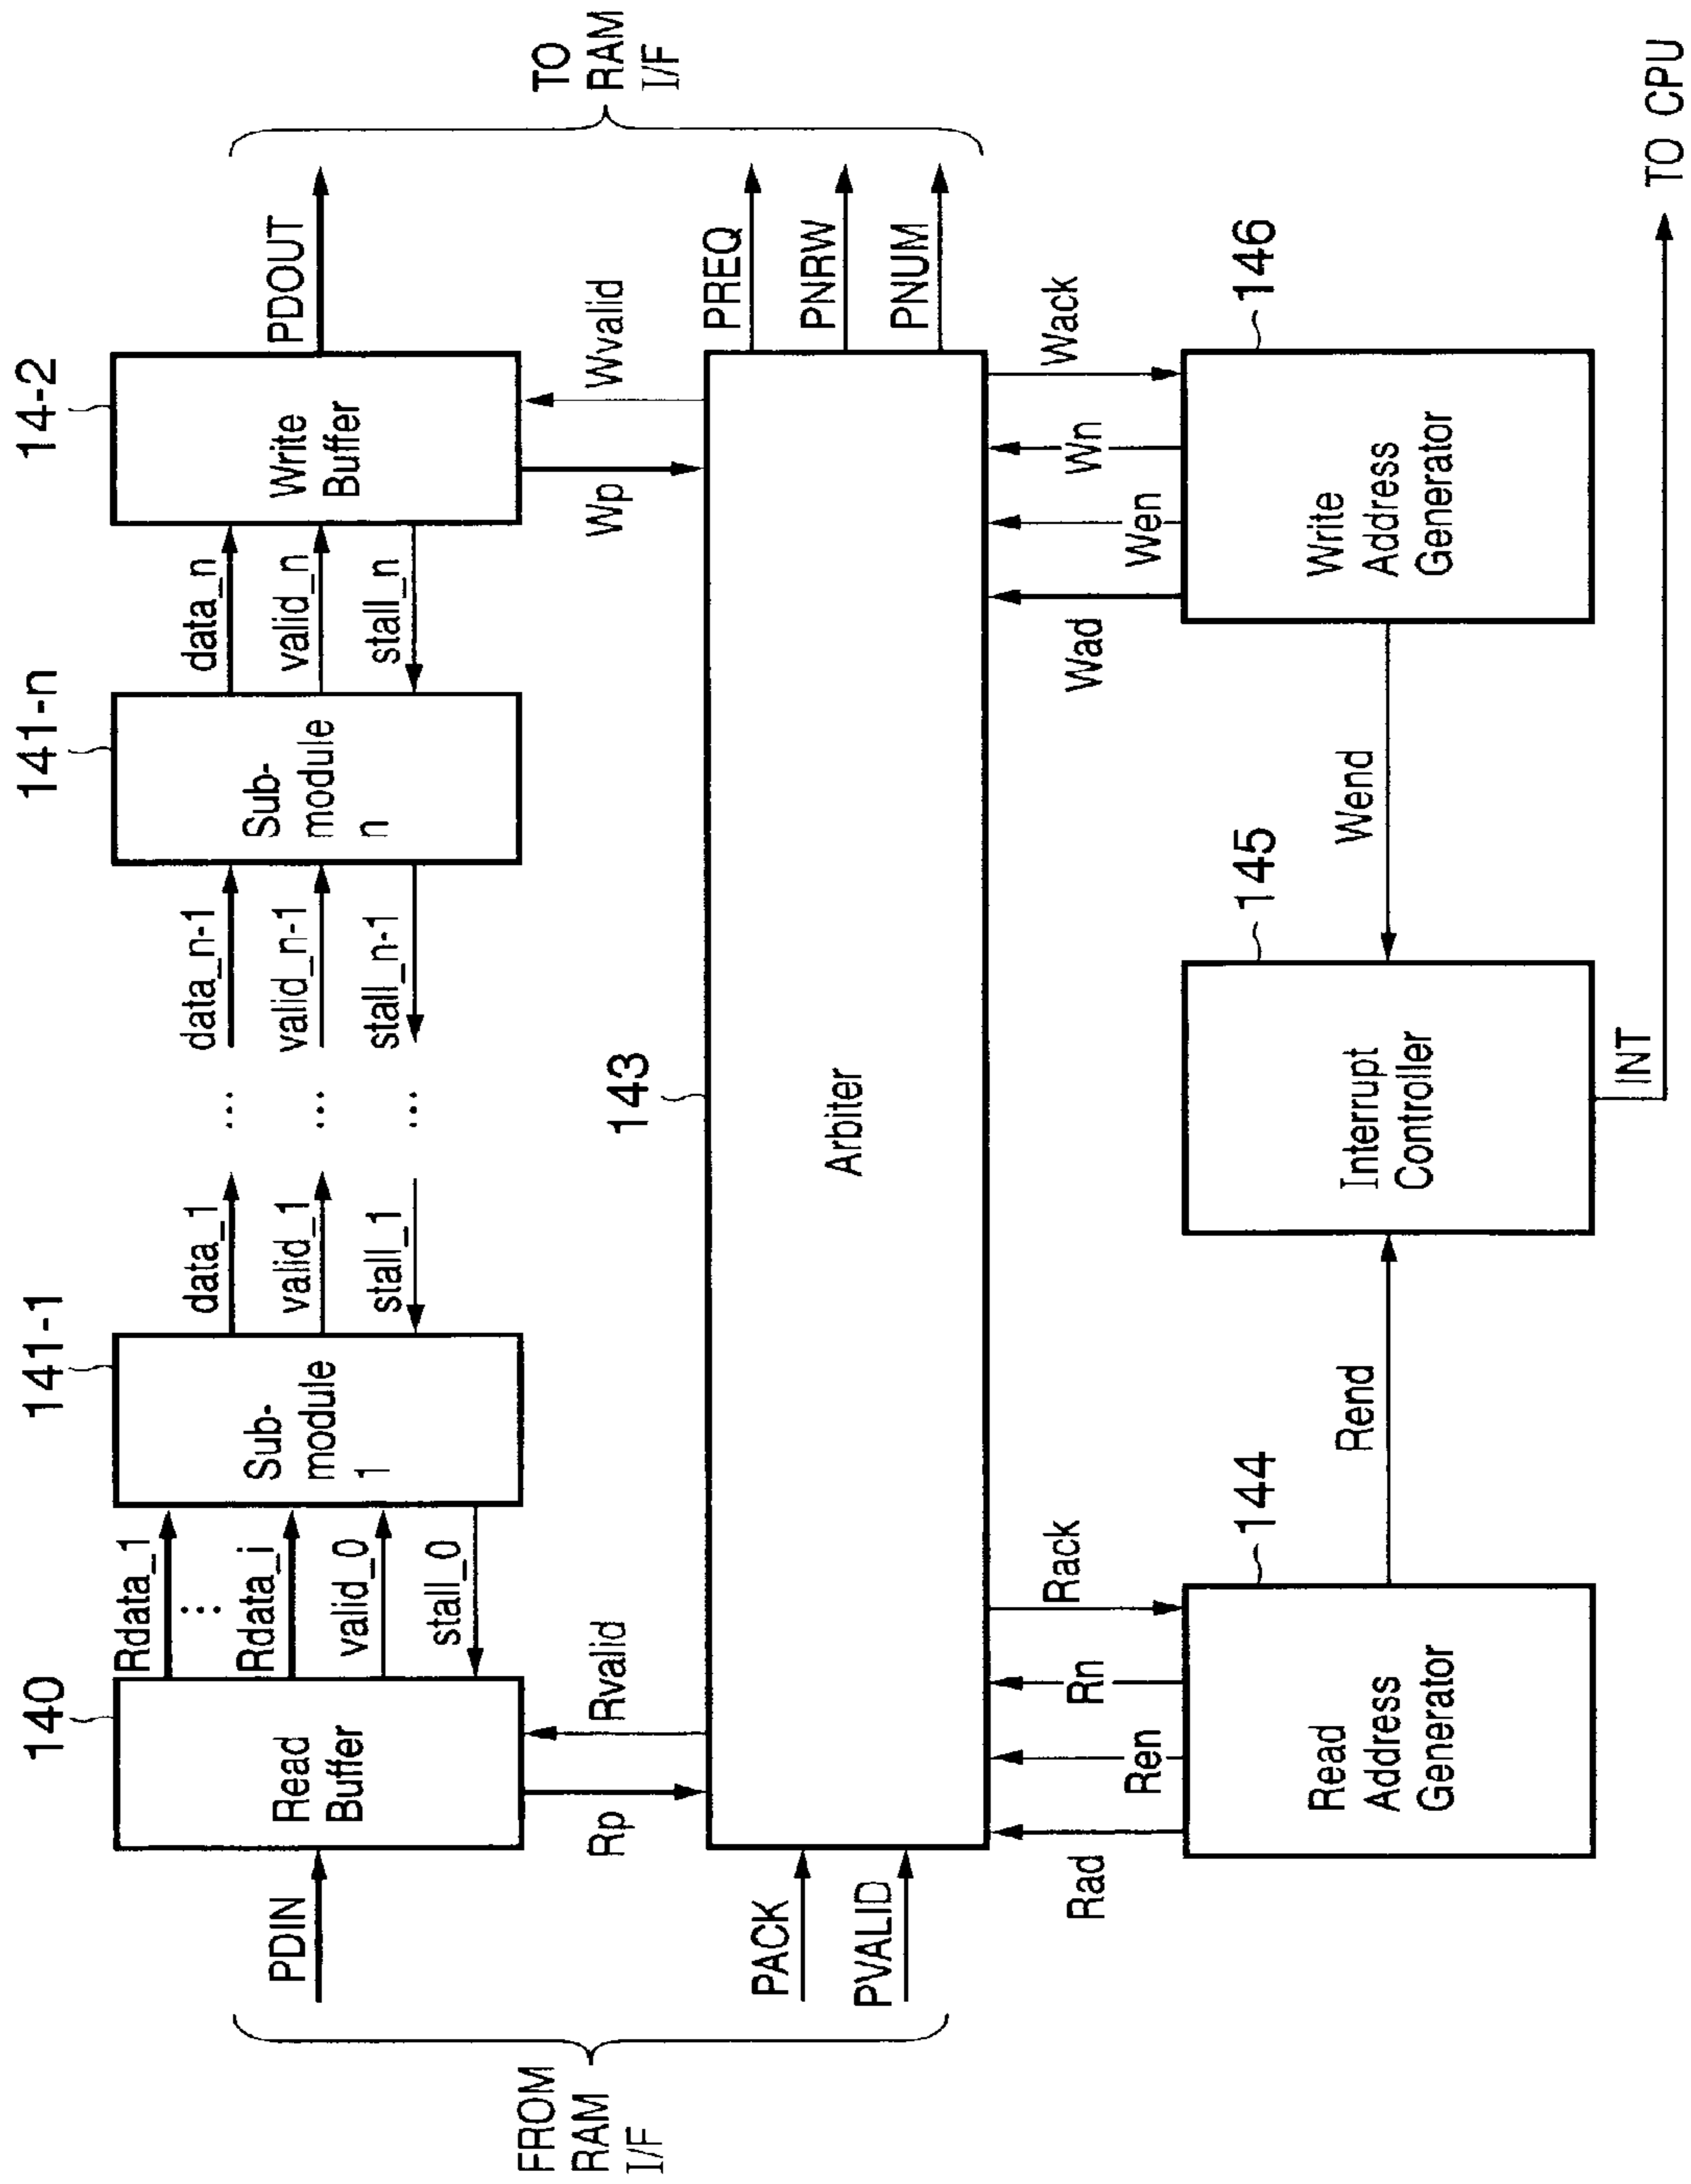 FROM
RAM
I/F
TO
RAM
I/F
140
141-1
141-n
14-2
PDIN
Read
Buffer
Rdata_1
⋮
Rdata_i
valid_0
stall_0
Sub-
module
1
data_1
valid_1
stall_1
...
...
...
data_n-1
valid_n-1
stall_n-1
Sub-
module
n
data_n
valid_n
stall_n
Write
Buffer
PDOUT
Rp
Rvalid
Wp
Wvalid
143
PACK
PVALID
Arbiter
PREQ
PNRW
PNUM
Rad
Ren
Rn
Rack
Wad
Wen
Wn
Wack
144
145
146
Read
Address
Generator
Rend
Interrupt
Controller
Wend
Write
Address
Generator
INT
TO CPU